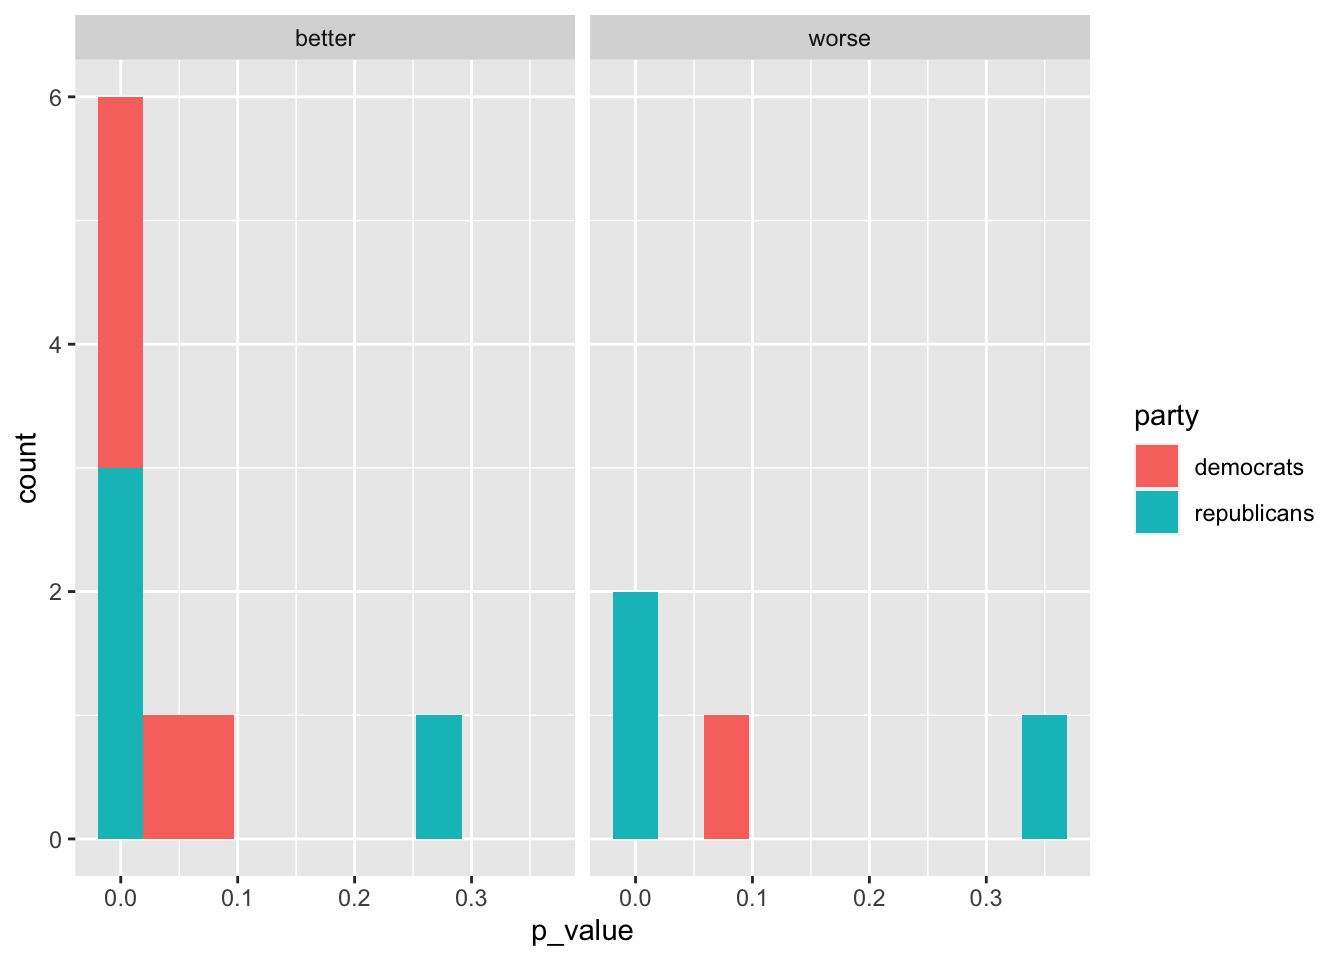 better
worse
6
4
2
0
count
0.0 0.1 0.2 0.3
0.0 0.1 0.2 0.3
p_value
party
democrats
republicans